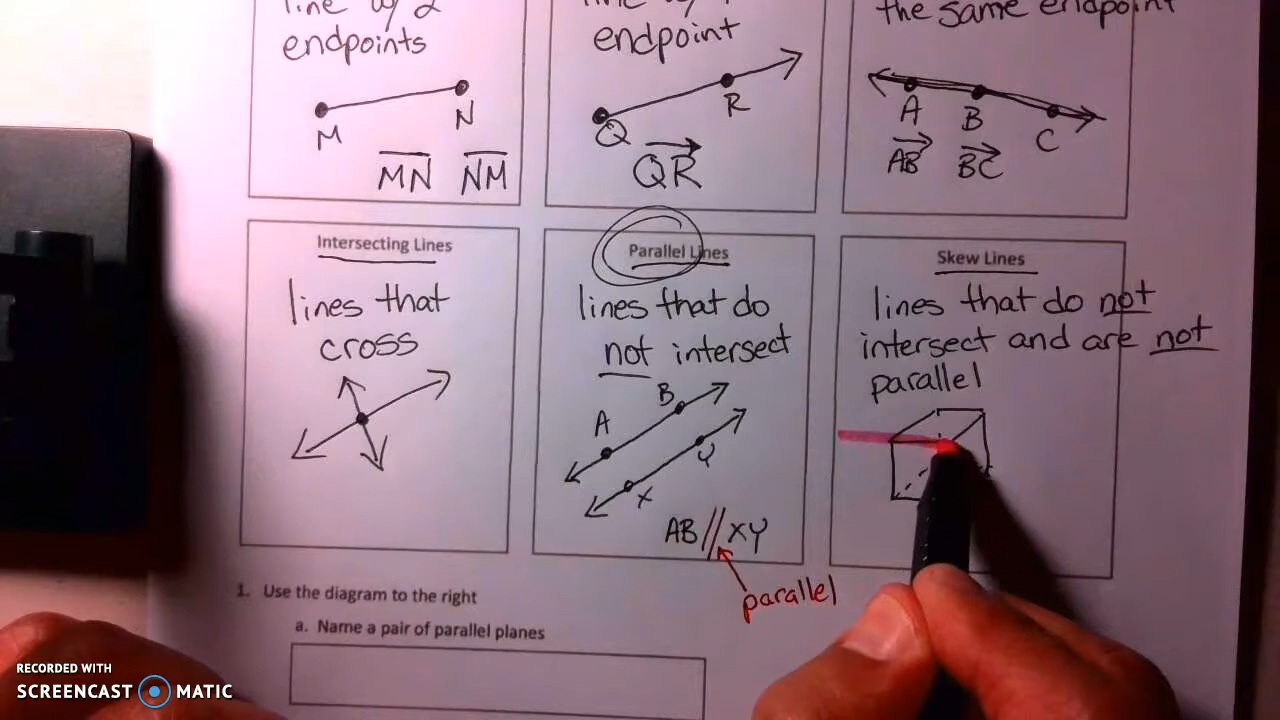 line w/ 2
endpoints
M
N
MN NM
endpoint
Q
R
QR
the same endpoint
A
B
C
AB BC
Intersecting Lines
lines that
cross
Parallel Lines
lines that do
not intersect
A
B
X
Y
AB // XY
parallel
Skew Lines
lines that do not
intersect and are not
parallel
1. Use the diagram to the right
a. Name a pair of parallel planes
RECORDED WITH
SCREENCAST MATIC